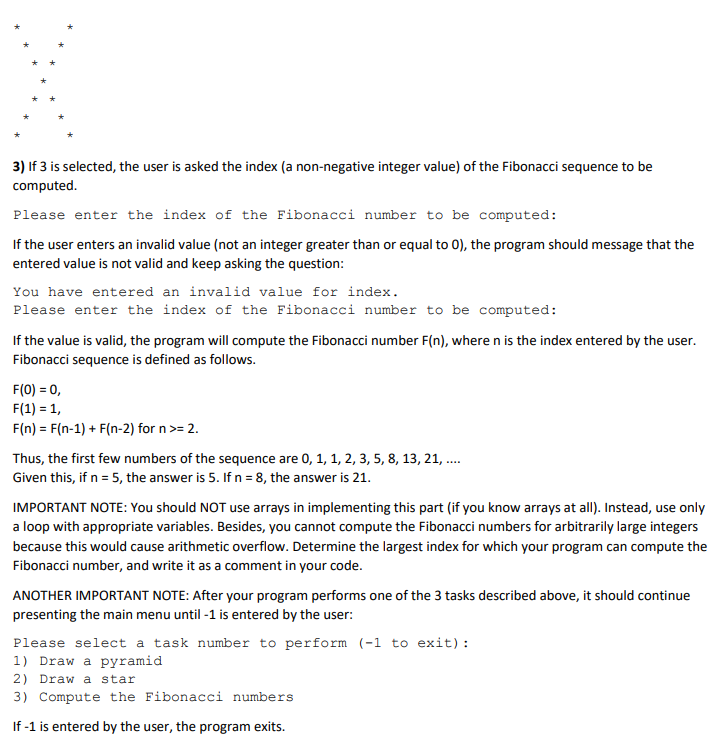 *           *
  *       *
    *   *
      *
    *   *
  *       *
*           *
3) If 3 is selected, the user is asked the index (a non-negative integer value) of the Fibonacci sequence to be
computed.
Please enter the index of the Fibonacci number to be computed:
If the user enters an invalid value (not an integer greater than or equal to 0), the program should message that the
entered value is not valid and keep asking the question:
You have entered an invalid value for index.
Please enter the index of the Fibonacci number to be computed:
If the value is valid, the program will compute the Fibonacci number F(n), where n is the index entered by the user.
Fibonacci sequence is defined as follows.
F(0) = 0,
F(1) = 1,
F(n) = F(n-1) + F(n-2) for n >= 2.
Thus, the first few numbers of the sequence are 0, 1, 1, 2, 3, 5, 8, 13, 21, ....
Given this, if n = 5, the answer is 5. If n = 8, the answer is 21.
IMPORTANT NOTE: You should NOT use arrays in implementing this part (if you know arrays at all). Instead, use only
a loop with appropriate variables. Besides, you cannot compute the Fibonacci numbers for arbitrarily large integers
because this would cause arithmetic overflow. Determine the largest index for which your program can compute the
Fibonacci number, and write it as a comment in your code.
ANOTHER IMPORTANT NOTE: After your program performs one of the 3 tasks described above, it should continue
presenting the main menu until -1 is entered by the user:
Please select a task number to perform (-1 to exit):
1) Draw a pyramid
2) Draw a star
3) Compute the Fibonacci numbers
If -1 is entered by the user, the program exits.